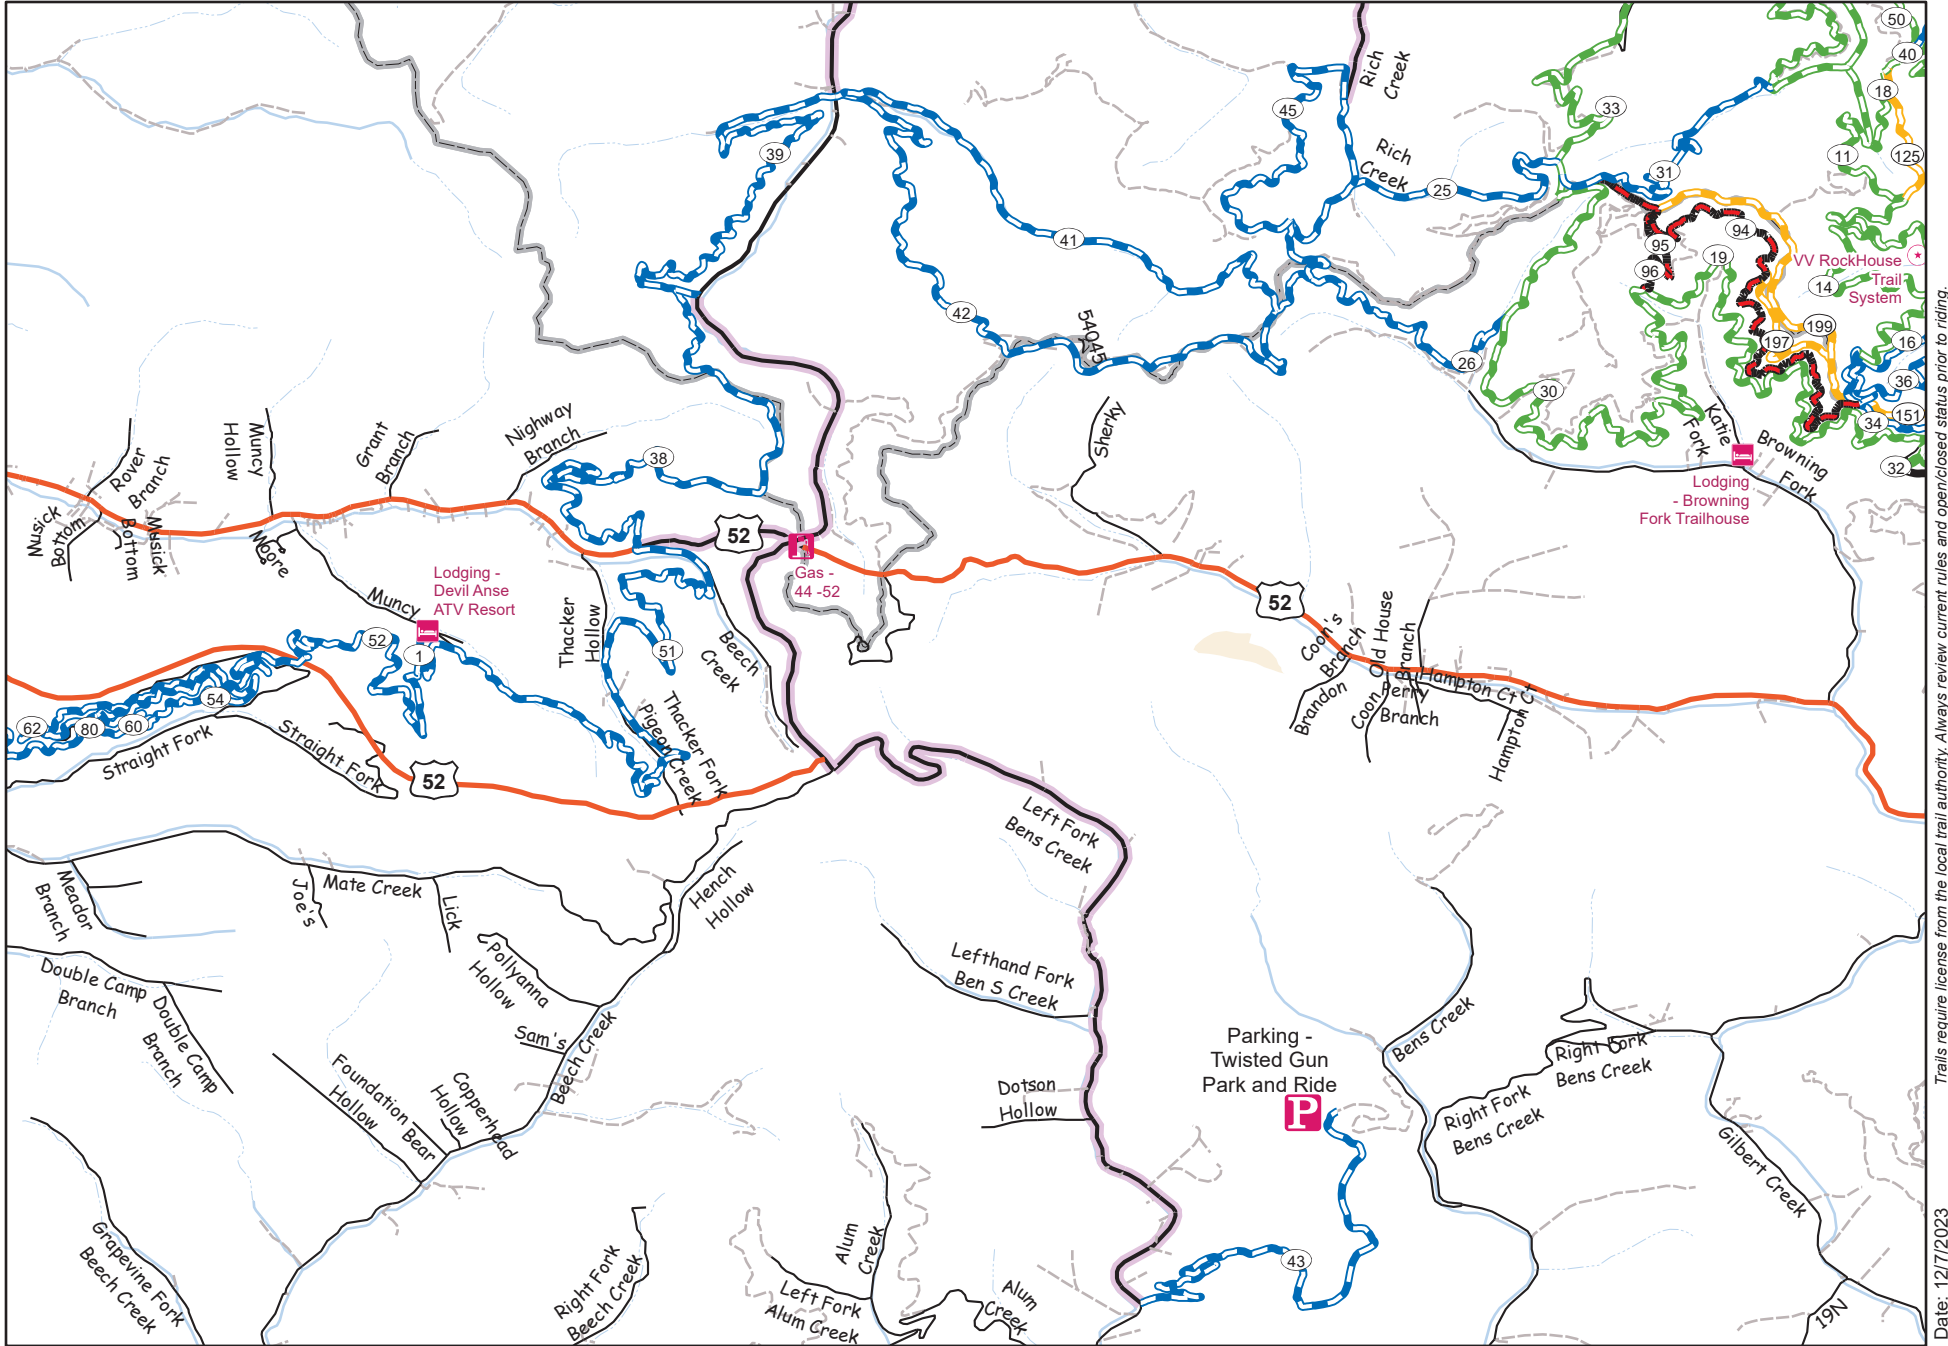 50
40
18
33
45
Rich
Creek
39
11
125
Rich
Creek
31
25
94
41
95
19
VV RockHouse
Trail
System
96
14
42
54045
199
197
16
26
36
30
151
34
Katie
Fork
Browning
Fork
32
Lodging
- Browning
Fork Trailhouse
Sherky
Nighway
Branch
Grant
Branch
Muncy
Hollow
Rover
Branch
Musick
Bottom
Musick
Bottom
Moore
38
52
Gas -
44 -52
Lodging -
Devil Anse
ATV Resort
Muncy
52
1
Thacker
Hollow
51
Beech
Creek
52
Coon's
Branch
Old House
Branch
Hampton Ct
Brandon
Coon
Perry
Branch
Hampton Ct
54
62
80
60
Straight Fork
Straight Fork
52
Thacker Fork
Pigeon Creek
Left Fork
Bens Creek
Hench
Hollow
Mate Creek
Joe's
Lick
Meador
Branch
Pollyanna
Hollow
Lefthand Fork
Ben S Creek
Double Camp
Branch
Double Camp
Branch
Sam's
Beech Creek
Foundation
Hollow
Bear
Copperhead
Hollow
Dotson
Hollow
Parking -
Twisted Gun
Park and Ride
P
Bens Creek
Right Fork
Bens Creek
Right Fork
Bens Creek
Gilbert Creek
43
Grapevine Fork
Beech Creek
Right Fork
Beech Creek
Alum
Creek
Left Fork
Alum Creek
Alum
Creek
19N
Trails require license from the local trail authority. Always review current rules and open/closed status prior to riding.
Date: 12/7/2023